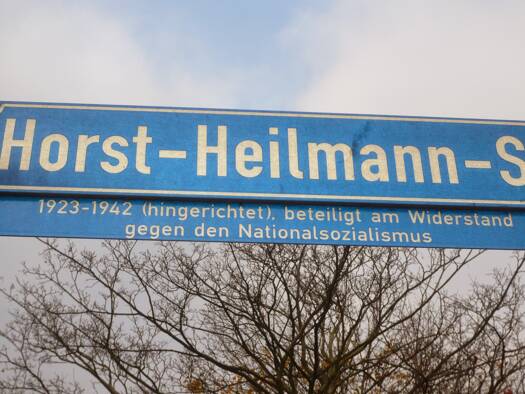 Horst-Heilmann-S
1923-1942 (hingerichtet), beteiligt am Widerstand
gegen den Nationalsozialismus